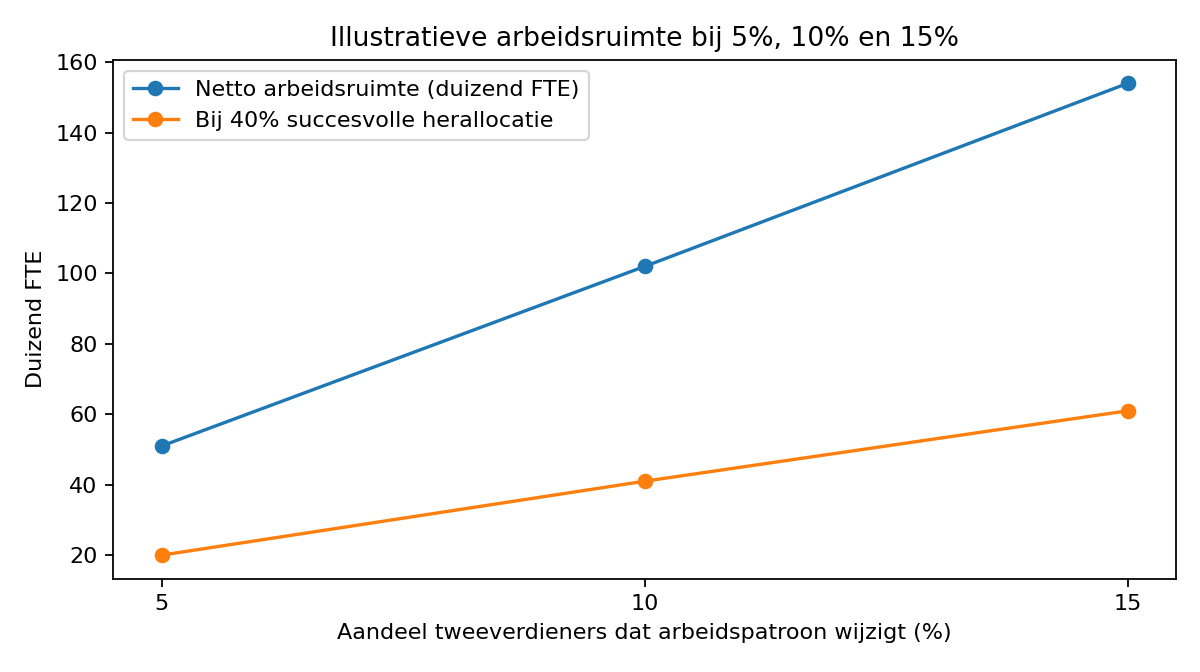 Illustratieve arbeidsruimte bij 5%, 10% en 15%
160
140
120
100
80
60
40
20
Duizend FTE
Netto arbeidsruimte (duizend FTE)
Bij 40% succesvolle herallocatie
5
10
15
Aandeel tweeverdieners dat arbeidspatroon wijzigt (%)